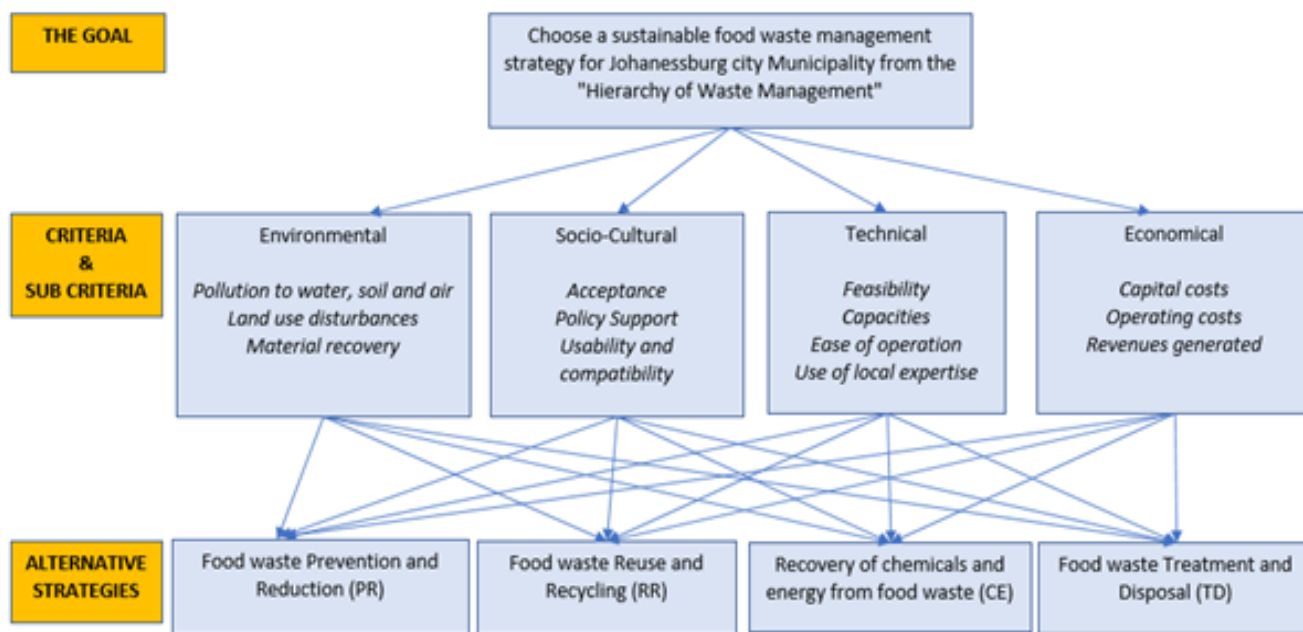 THE GOAL
Choose a sustainable food waste management
strategy for Johanessburg city Municipality from the
"Hierarchy of Waste Management"
CRITERIA
&
SUB CRITERIA
Environmental
Pollution to water, soil and air
Land use disturbances
Material recovery
Socio-Cultural
Acceptance
Policy Support
Usability and
compatibility
Technical
Feasibility
Capacities
Ease of operation
Use of local expertise
Economical
Capital costs
Operating costs
Revenues generated
ALTERNATIVE
STRATEGIES
Food waste Prevention and
Reduction (PR)
Food waste Reuse and
Recycling (RR)
Recovery of chemicals and
energy from food waste (CE)
Food waste Treatment and
Disposal (TD)